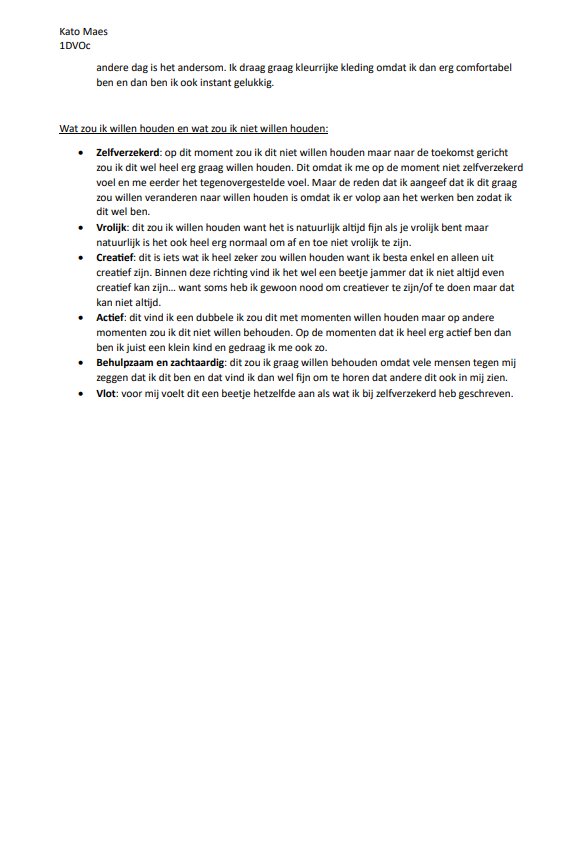 Kato Maes
1DVOc
andere dag is het andersom. Ik draag graag kleurrijke kleding omdat ik dan erg comfortabel
ben en dan ben ik ook instant gelukkig.
Wat zou ik willen houden en wat zou ik niet willen houden:
• Zelfverzekerd: op dit moment zou ik dit niet willen houden maar naar de toekomst gericht
zou ik dit wel heel erg graag willen houden. Dit omdat ik me op de moment niet zelfverzekerd
voel en me eerder het tegenovergestelde voel. Maar de reden dat ik aangeef dat ik dit graag
zou willen veranderen naar willen houden is omdat ik er volop aan het werken ben zodat ik
dit wel ben.
• Vrolijk: dit zou ik willen houden want het is natuurlijk altijd fijn als je vrolijk bent maar
natuurlijk is het ook heel erg normaal om af en toe niet vrolijk te zijn.
• Creatief: dit is iets wat ik heel zeker zou willen houden want ik besta enkel en alleen uit
creatief zijn. Binnen deze richting vind ik het wel een beetje jammer dat ik niet altijd even
creatief kan zijn… want soms heb ik gewoon nood om creatiever te zijn/of te doen maar dat
kan niet altijd.
• Actief: dit vind ik een dubbele ik zou dit met momenten willen houden maar op andere
momenten zou ik dit niet willen behouden. Op de momenten dat ik heel erg actief ben dan
ben ik juist een klein kind en gedraag ik me ook zo.
• Behulpzaam en zachtaardig: dit zou ik graag willen behouden omdat vele mensen tegen mij
zeggen dat ik dit ben en dat vind ik dan wel fijn om te horen dat andere dit ook in mij zien.
• Vlot: voor mij voelt dit een beetje hetzelfde aan als wat ik bij zelfverzekerd heb geschreven.